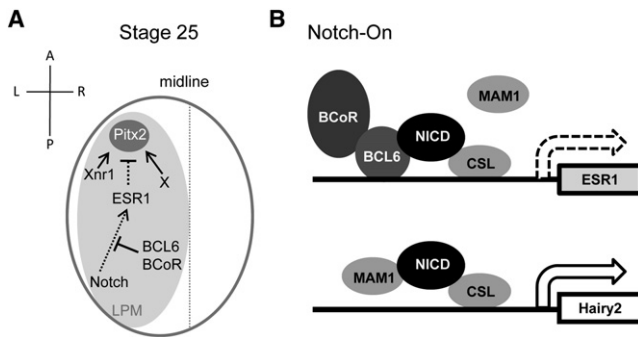 A
Stage 25
A
L
R
P
midline
Pitx2
Xnr1
X
ESR1
BCL6
BCoR
Notch
LPM
B
Notch-On
BCoR
BCL6
NICD
MAM1
CSL
ESR1
MAM1
NICD
CSL
Hairy2